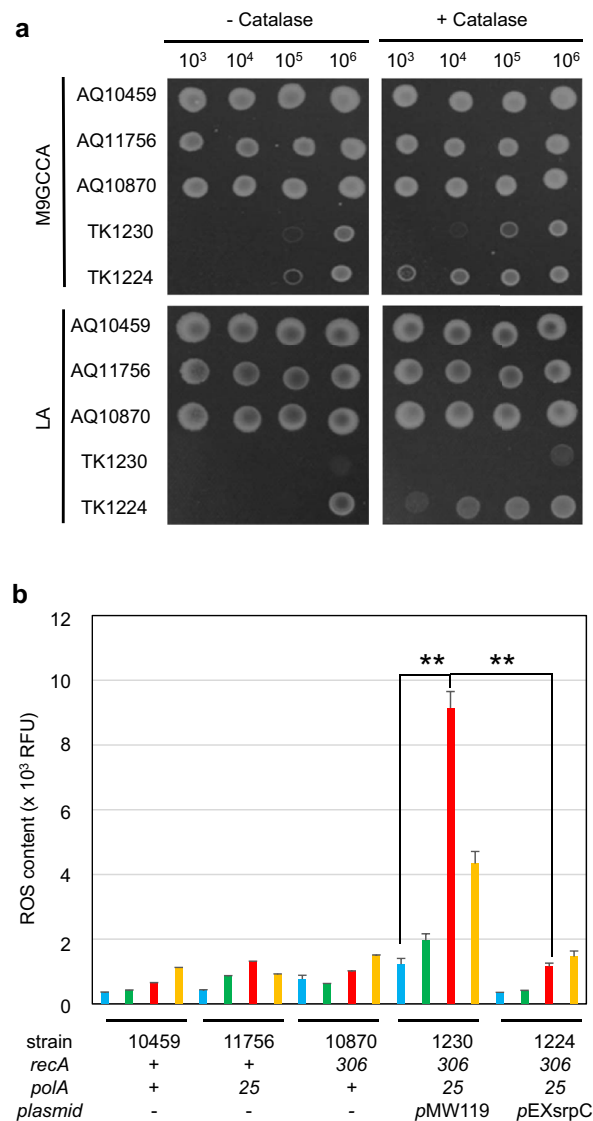 a
- Catalase + Catalase
10³ 10⁴ 10⁵ 10⁶ 10³ 10⁴ 10⁵ 10⁶
M9GCCA
AQ10459
AQ11756
AQ10870
TK1230
TK1224
LA
AQ10459
AQ11756
AQ10870
TK1230
TK1224
b
ROS content (x 10³ RFU)
12
10
8
6
4
2
0
** **
strain 10459 11756 10870 1230 1224
recA + + 306 306 306
polA + 25 + 25 25
plasmid - - - pMW119 pEXsrpC